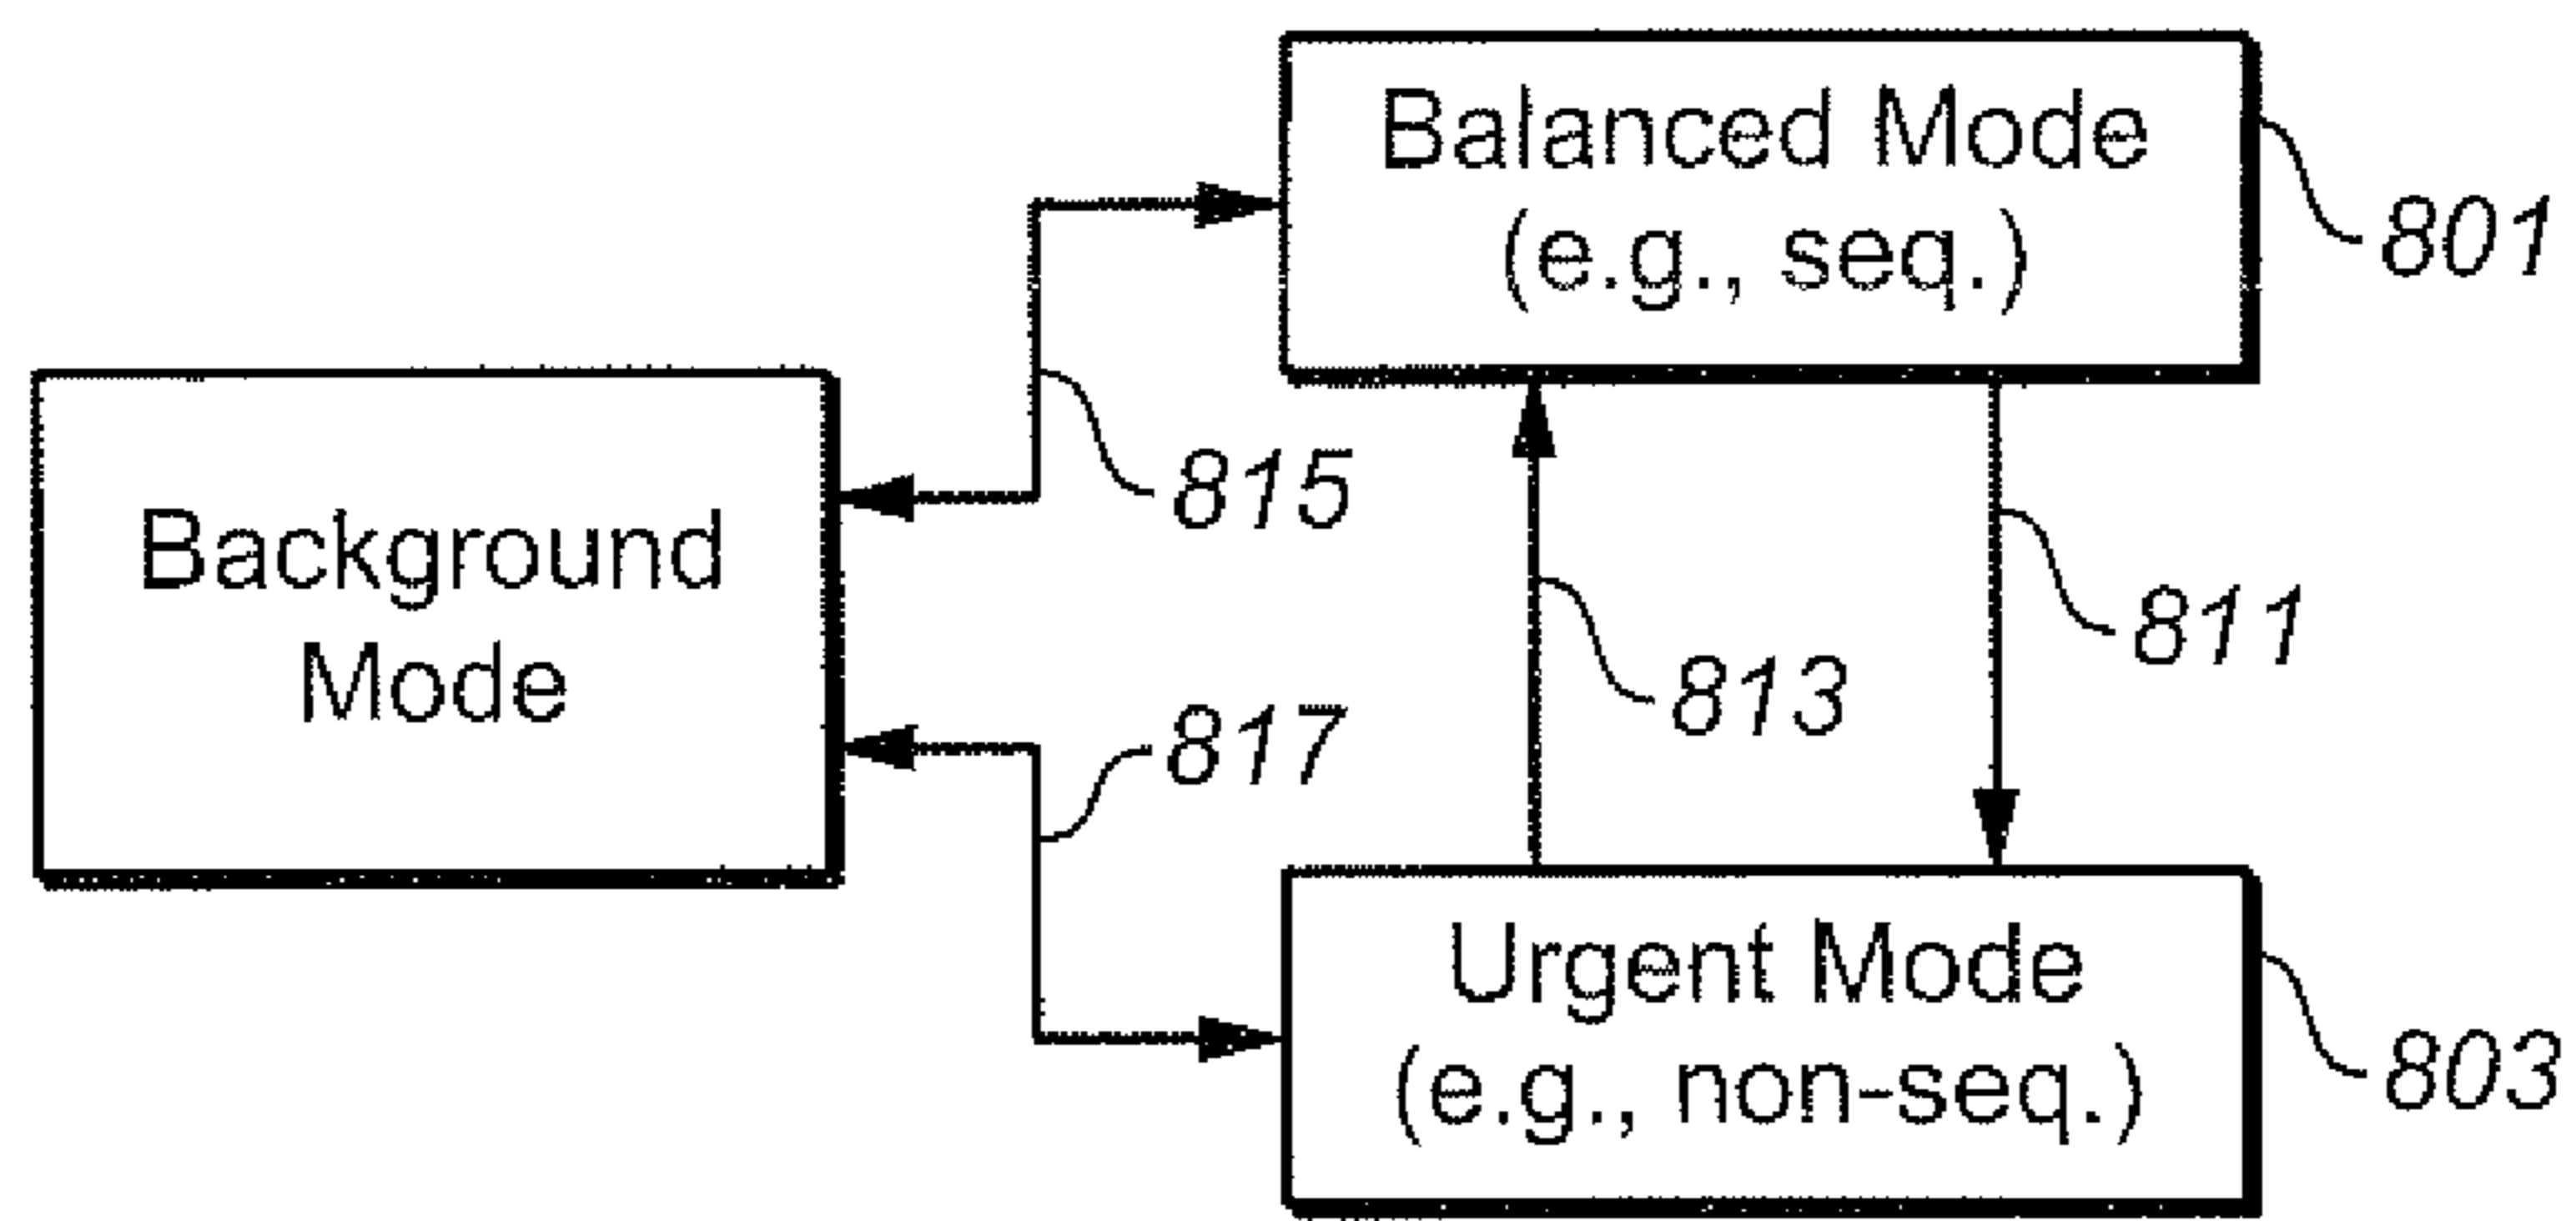 Balanced Mode
(e.g., seq.)
801
Background
Mode
815
817
813
811
Urgent Mode
(e.g., non-seq.)
803